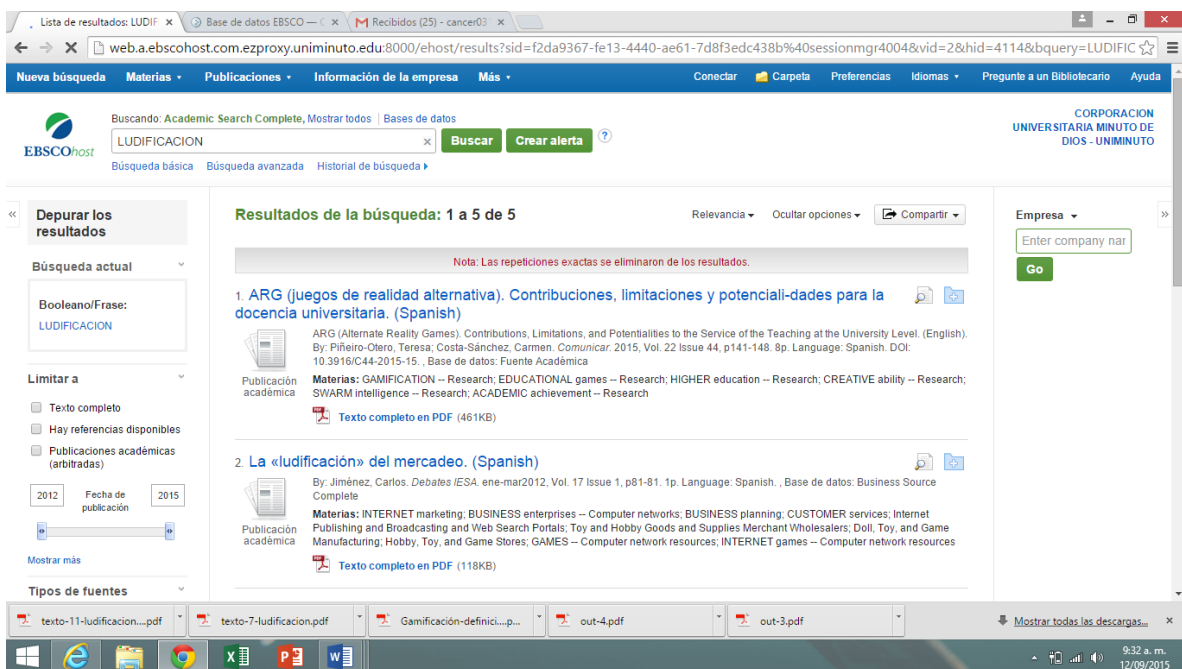 Lista de resultados: LUDIF
Base de datos EBSCO — C
Recibidos (25) - cancer03
web.a.ebscohost.com.ezproxy.uniminuto.edu:8000/ehost/results?sid=f2da9367-fe13-4440-ae61-7d8f3edc438b%40sessionmgr4004&vid=2&hid=4114&bquery=LUDIFIC
Nueva búsqueda Materias Publicaciones Información de la empresa Más Conectar Carpeta Preferencias Idiomas Pregunte a un Bibliotecario Ayuda
Buscando: Academic Search Complete, Mostrar todos | Bases de datos
EBSCOhost
LUDIFICACION × Buscar Crear alerta ?
Búsqueda básica Búsqueda avanzada Historial de búsqueda
CORPORACION
UNIVERSITARIA MINUTO DE
DIOS - UNIMINUTO
« Depurar los
resultados
Búsqueda actual
Booleano/Frase:
LUDIFICACION
Limitar a
Texto completo
Hay referencias disponibles
Publicaciones académicas
(arbitradas)
2012 Fecha de 2015
publicación
Mostrar más
Tipos de fuentes
Resultados de la búsqueda: 1 a 5 de 5
Relevancia Ocultar opciones Compartir
Nota: Las repeticiones exactas se eliminaron de los resultados.
1. ARG (juegos de realidad alternativa). Contribuciones, limitaciones y potenciali-dades para la
docencia universitaria. (Spanish)
ARG (Alternate Reality Games). Contributions, Limitations, and Potentialities to the Service of the Teaching at the University Level. (English).
By: Piñeiro-Otero, Teresa; Costa-Sánchez, Carmen. Comunicar. 2015, Vol. 22 Issue 44, p141-148. 8p. Language: Spanish. DOI:
10.3916/C44-2015-15. , Base de datos: Fuente Académica
Publicación
académica
Materias: GAMIFICATION -- Research; EDUCATIONAL games -- Research; HIGHER education -- Research; CREATIVE ability -- Research;
SWARM intelligence -- Research; ACADEMIC achievement -- Research
Texto completo en PDF (461KB)
2. La «ludificación» del mercadeo. (Spanish)
By: Jiménez, Carlos. Debates IESA. ene-mar2012, Vol. 17 Issue 1, p81-81. 1p. Language: Spanish. , Base de datos: Business Source
Complete
Publicación
académica
Materias: INTERNET marketing; BUSINESS enterprises -- Computer networks; BUSINESS planning; CUSTOMER services; Internet
Publishing and Broadcasting and Web Search Portals; Toy and Hobby Goods and Supplies Merchant Wholesalers; Doll, Toy, and Game
Manufacturing; Hobby, Toy, and Game Stores; GAMES -- Computer network resources; INTERNET games -- Computer network resources
Texto completo en PDF (118KB)
Empresa »
Enter company nar
Go
texto-11-ludificacion....pdf
texto-7-ludificacion.pdf
Gamificación-definici....p...
out-4.pdf
out-3.pdf
Mostrar todas las descargas...
9:32 a. m.
12/09/2015